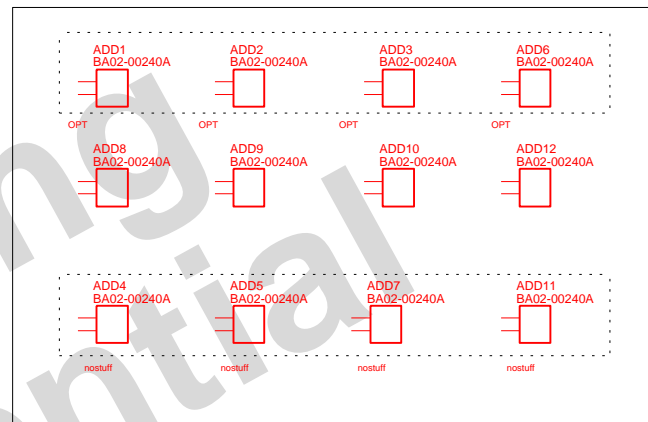 ADD1 ADD2 ADD3 ADD6
BA02-00240A BA02-00240A BA02-00240A BA02-00240A
OPT OPT OPT OPT
ADD8 ADD9 ADD10 ADD12
BA02-00240A BA02-00240A BA02-00240A BA02-00240A
ADD4 ADD5 ADD7 ADD11
BA02-00240A BA02-00240A BA02-00240A BA02-00240A
nostuff nostuff nostuff nostuff